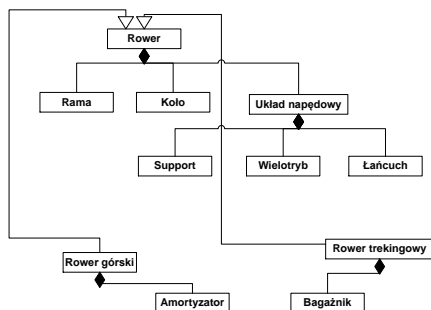 Rower
Rama
Koło
Układ napędowy
Support
Wielotryb
Łańcuch
Rower górski
Rower trekingowy
Amortyzator
Bagażnik